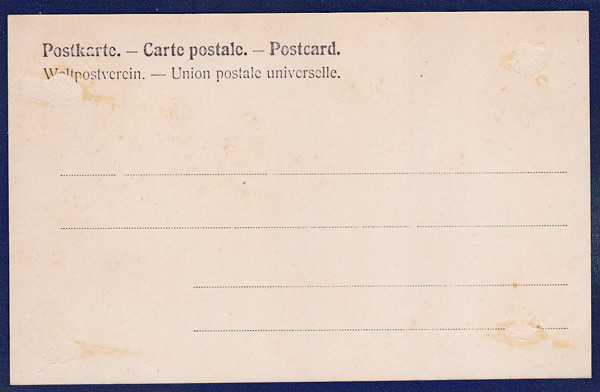 Postkarte. — Carte postale. — Postcard.
Weltpostverein. — Union postale universelle.